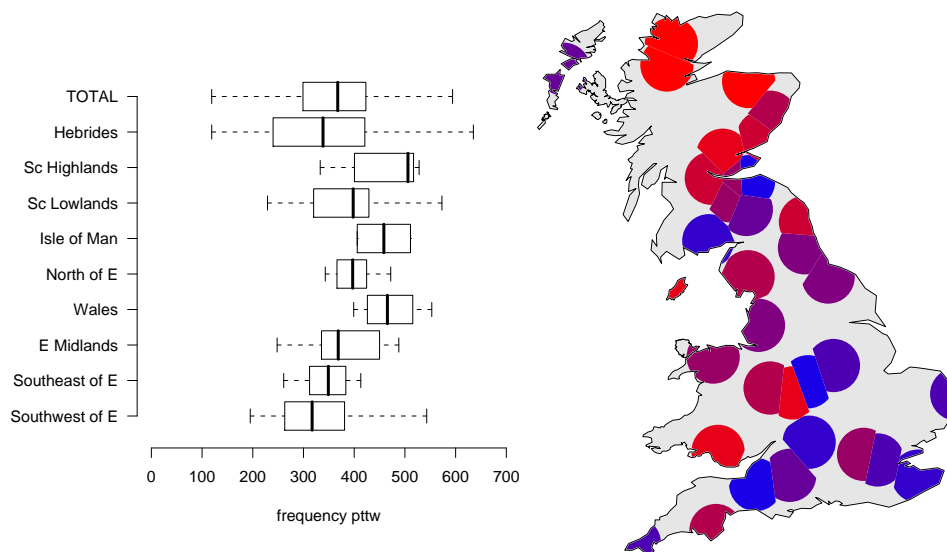 TOTAL
Hebrides
Sc Highlands
Sc Lowlands
Isle of Man
North of E
Wales
E Midlands
Southeast of E
Southwest of E
0 100 200 300 400 500 600 700
frequency pttw